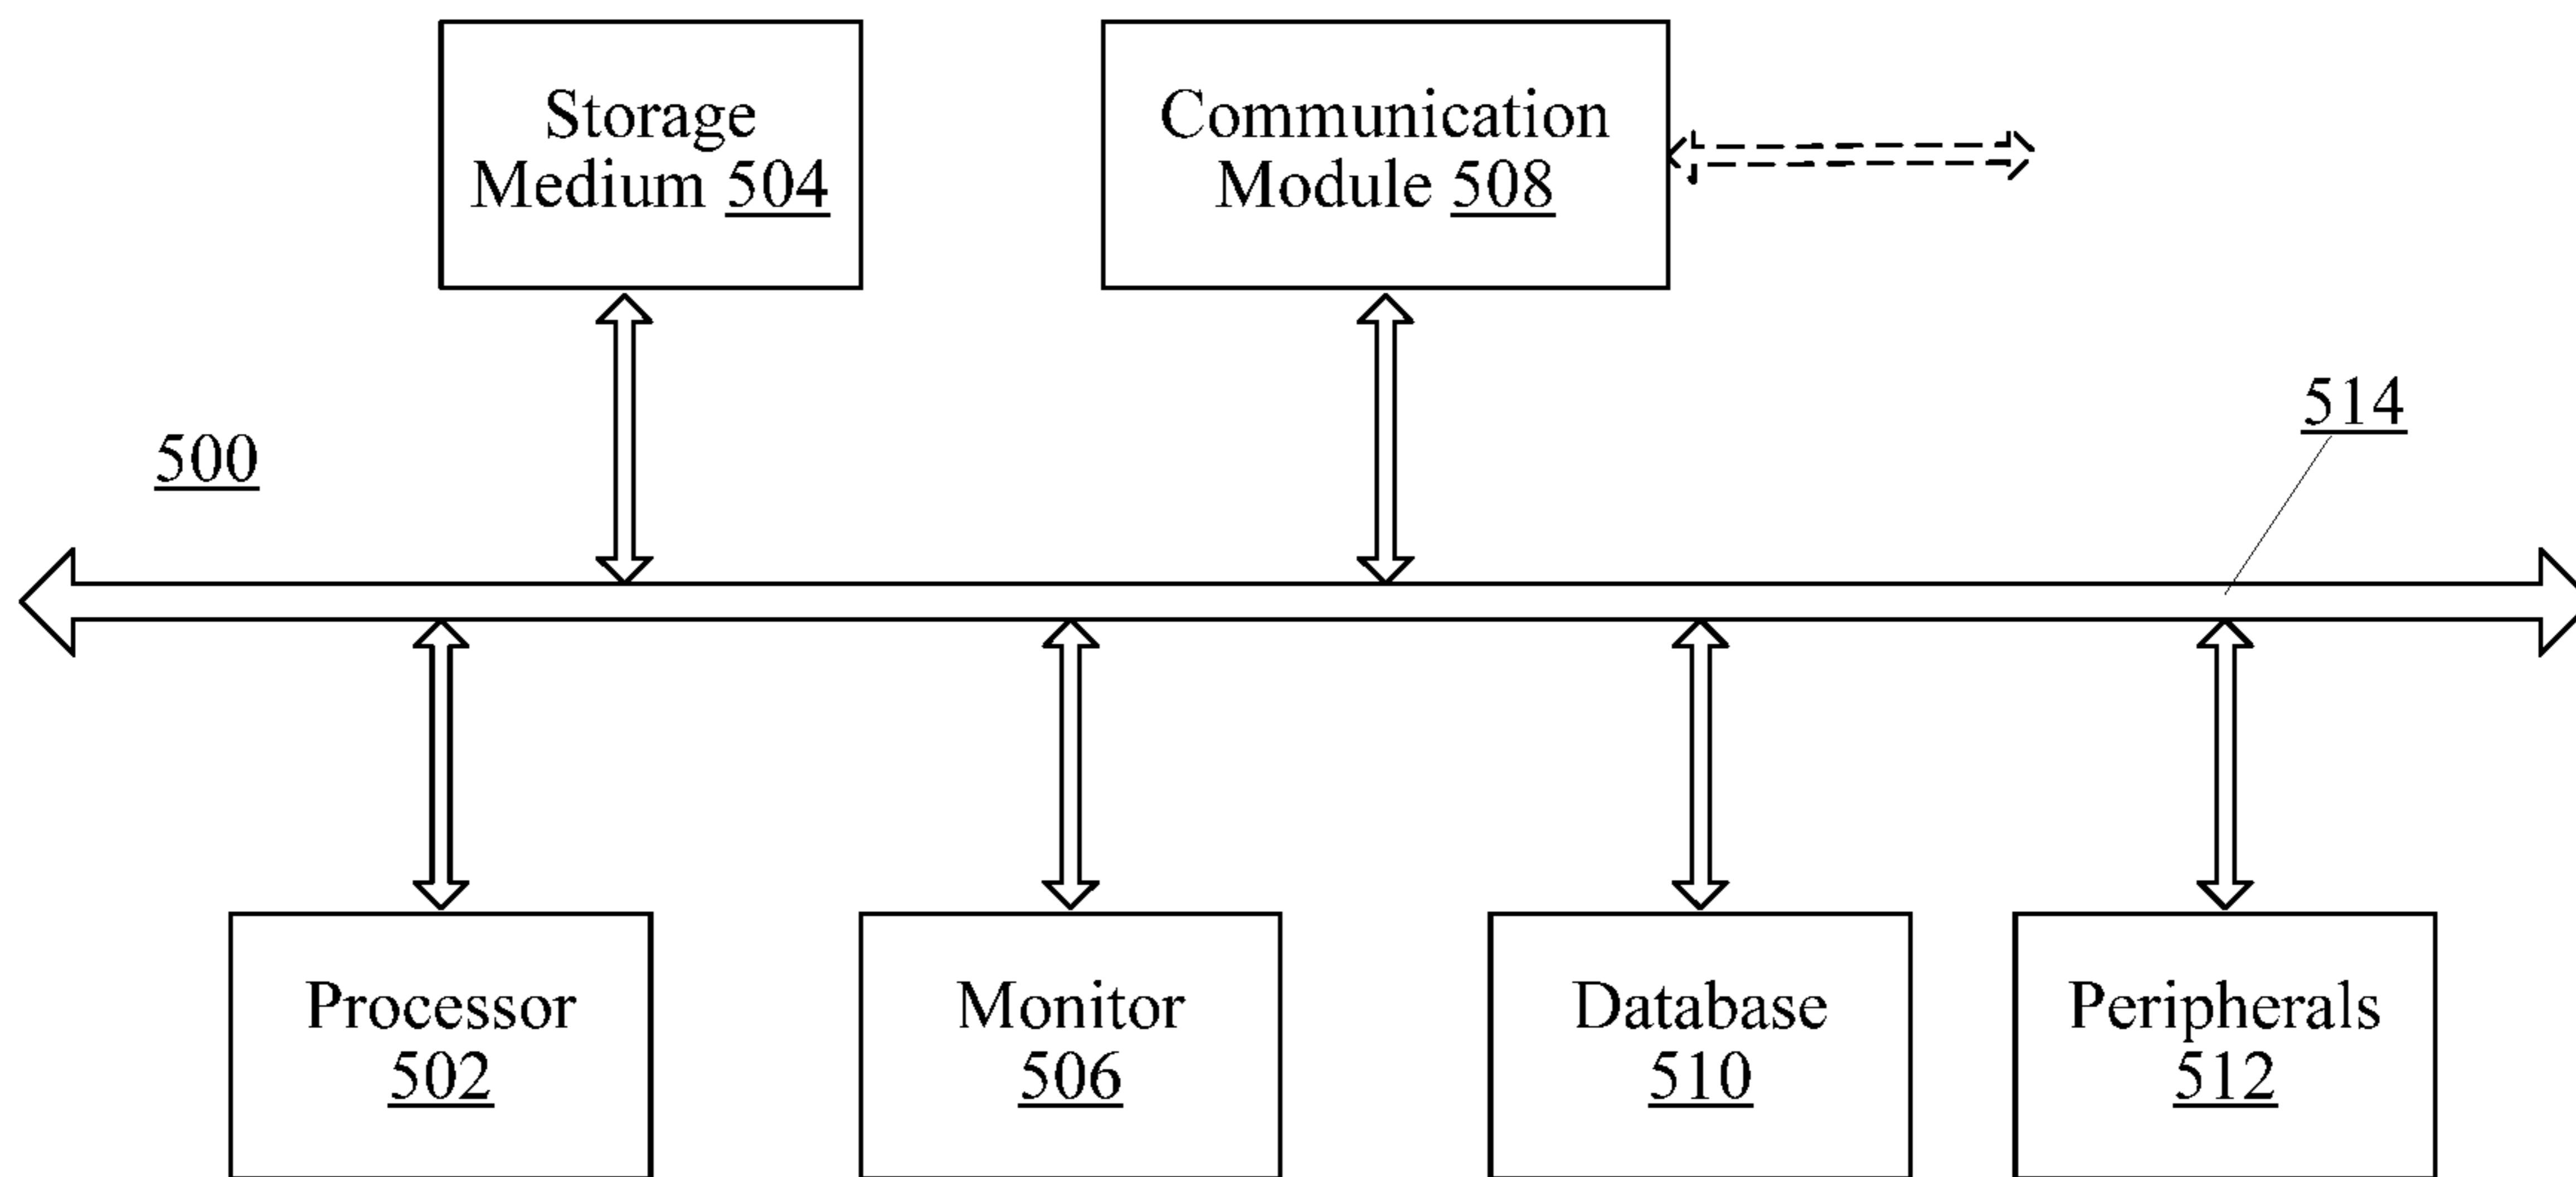 Storage
Medium 504
Communication
Module 508
514
500
Processor
502
Monitor
506
Database
510
Peripherals
512